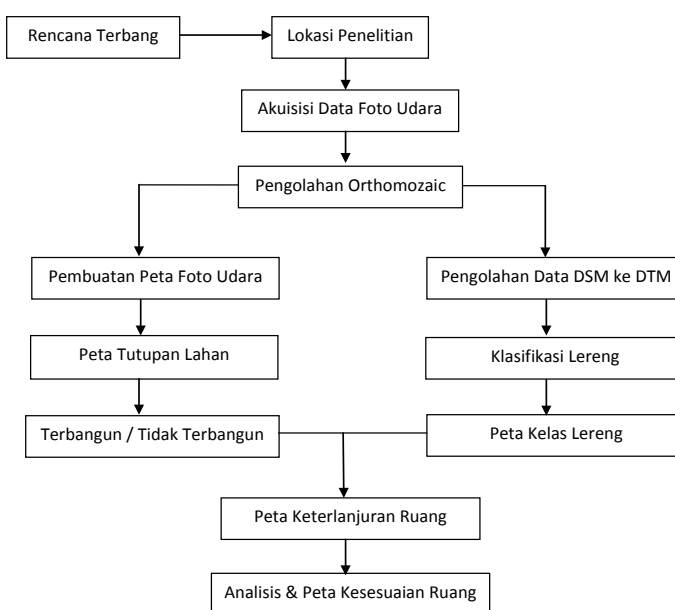 Rencana Terbang
Lokasi Penelitian
Akuisisi Data Foto Udara
Pengolahan Orthomozaic
Pembuatan Peta Foto Udara
Pengolahan Data DSM ke DTM
Peta Tutupan Lahan
Klasifikasi Lereng
Terbangun / Tidak Terbangun
Peta Kelas Lereng
Peta Keterlanjuran Ruang
Analisis & Peta Kesesuaian Ruang